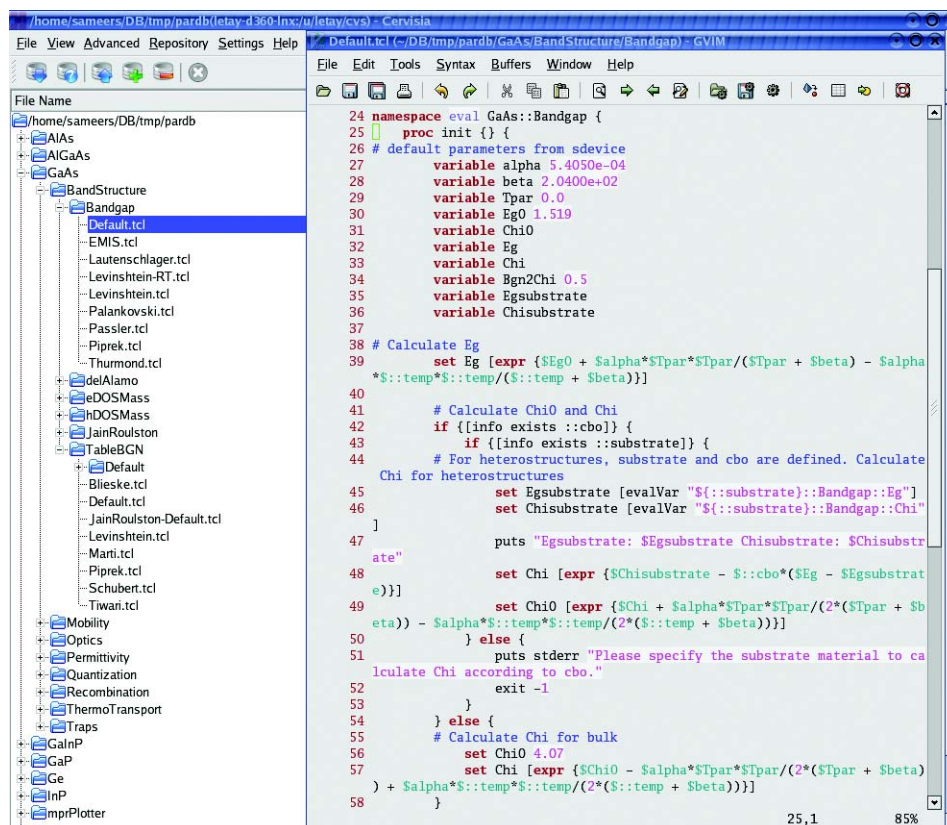 /home/sameers/DB/tmp/pardb(letay-d360-lnx:/u/letay/cvs) - Cervisia
File View Advanced Repository Settings Help
File Name
/home/sameers/DB/tmp/pardb
AlAs
AlGaAs
GaAs
BandStructure
Bandgap
Default.tcl
EMIS.tcl
Lautenschlager.tcl
Levinshtein-RT.tcl
Levinshtein.tcl
Palankovski.tcl
Passler.tcl
Piprek.tcl
Thurmond.tcl
delAlamo
eDOSMass
hDOSMass
JainRoulston
TableBGN
Default
Blieske.tcl
Default.tcl
JainRoulston-Default.tcl
Levinshtein.tcl
Marti.tcl
Piprek.tcl
Schubert.tcl
Tiwari.tcl
Mobility
Optics
Permittivity
Quantization
Recombination
ThermoTransport
Traps
GaInP
GaP
Ge
InP
mprPlotter
Default.tcl (~/DB/tmp/pardb/GaAs/BandStructure/Bandgap) - GVIM
File Edit Tools Syntax Buffers Window Help
24 namespace eval GaAs::Bandgap {
25 proc init {} {
26 # default parameters from sdevice
27 variable alpha 5.4050e-04
28 variable beta 2.0400e+02
29 variable Tpar 0.0
30 variable Eg0 1.519
31 variable Chi0
32 variable Eg
33 variable Chi
34 variable Bgn2Chi 0.5
35 variable Egsubstrate
36 variable Chisubstrate
37
38 # Calculate Eg
39 set Eg [expr {$Eg0 + $alpha*$Tpar*$Tpar/($Tpar + $beta) - $alpha
*$::temp*$::temp/($::temp + $beta)}]
40
41 # Calculate Chi0 and Chi
42 if {[info exists ::cbo]} {
43 if {[info exists ::substrate]} {
44 # For heterostructures, substrate and cbo are defined. Calculate
Chi for heterostructures
45 set Egsubstrate [evalVar "${::substrate}::Bandgap::Eg"]
46 set Chisubstrate [evalVar "${::substrate}::Bandgap::Chi"
]
47 puts "Egsubstrate: $Egsubstrate Chisubstrate: $Chisubstr
ate"
48 set Chi [expr {$Chisubstrate - $::cbo*($Eg - $Egsubstrat
e)}]
49 set Chi0 [expr {$Chi + $alpha*$Tpar*$Tpar/(2*($Tpar + $b
eta)) - $alpha*$::temp*$::temp/(2*($::temp + $beta))}]
50 } else {
51 puts stderr "Please specify the substrate material to ca
lculate Chi according to cbo."
52 exit -1
53 }
54 } else {
55 # Calculate Chi for bulk
56 set Chi0 4.07
57 set Chi [expr {$Chi0 - $alpha*$Tpar*$Tpar/(2*($Tpar + $beta)
) + $alpha*$::temp*$::temp/(2*($::temp + $beta))}]
58 }
25,1 85%